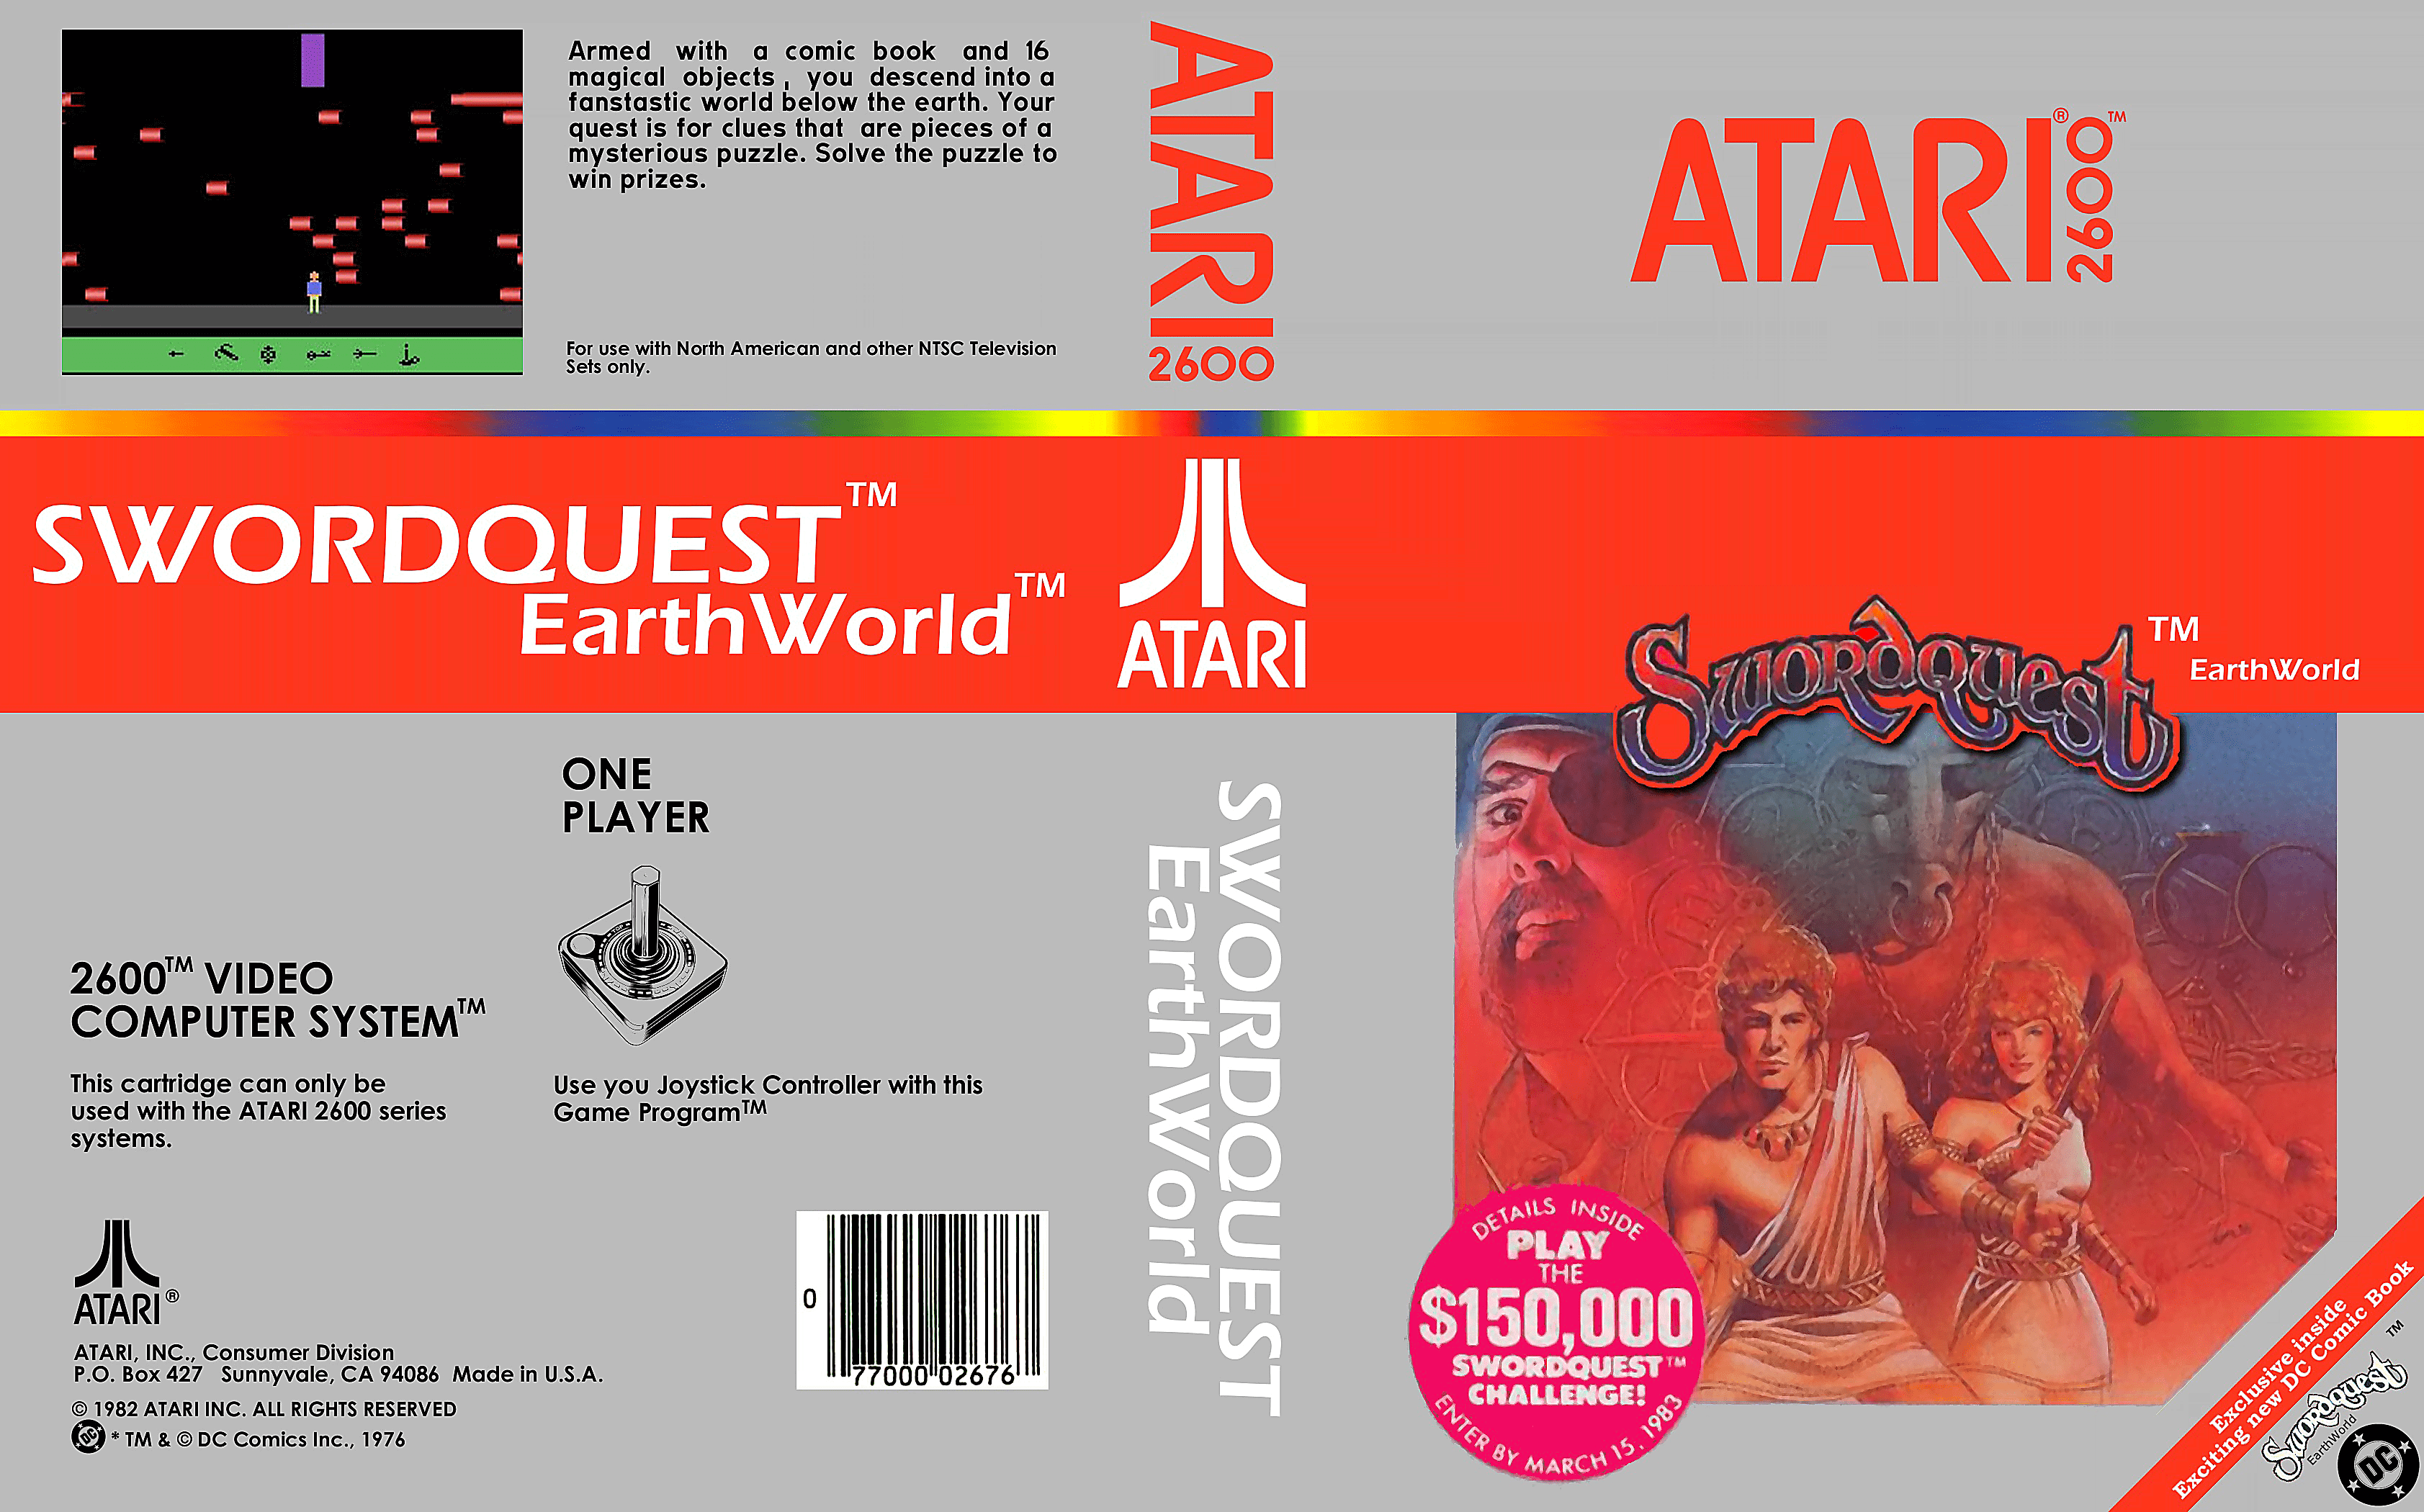 Armed with a comic book and 16
magical objects, you descend into a
fanstastic world below the earth. Your
quest is for clues that are pieces of a
mysterious puzzle. Solve the puzzle to
win prizes.
For use with North American and other NTSC Television
Sets only.
SWORDQUEST™
EarthWorld™
ONE
PLAYER
2600™ VIDEO
COMPUTER SYSTEM™
This cartridge can only be
used with the ATARI 2600 series
systems.
Use you Joystick Controller with this
Game Program™
ATARI®
ATARI, INC., Consumer Division
P.O. Box 427 Sunnyvale, CA 94086 Made in U.S.A.
© 1982 ATARI INC. ALL RIGHTS RESERVED
DC * TM & © DC Comics Inc., 1976
0 77000 02676
ATARI
2600
ATARI
SWORDQUEST
EarthWorld
ATARI® 2600™
Swordquest™
EarthWorld
DETAILS INSIDE
PLAY
THE
$150,000
SWORDQUEST™
CHALLENGE!
ENTER BY MARCH 15, 1983
Exclusive inside
Exciting new DC Comic Book
Swordquest™
EarthWorld
DC